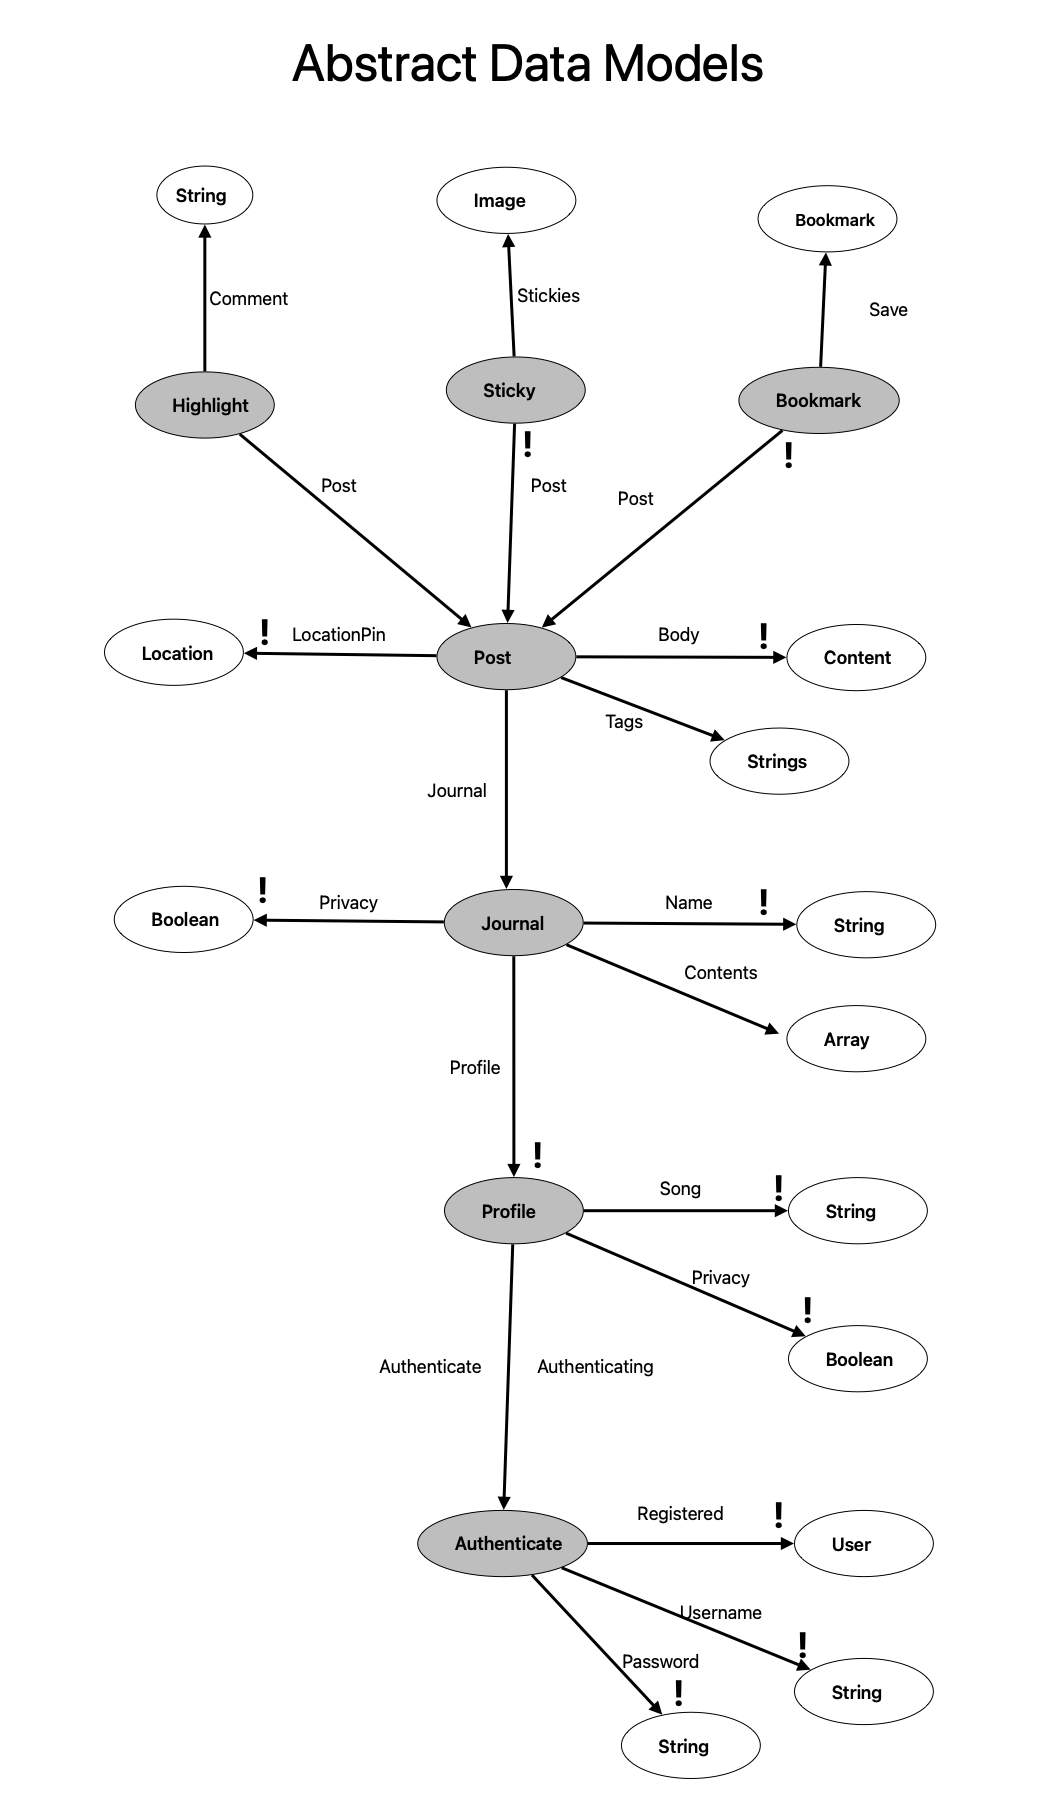 Abstract Data Models
String
Image
Bookmark
Comment
Stickies
Save
Highlight
Sticky
Bookmark
!
!
Post
Post
Post
!
LocationPin
Body
!
Location
Post
Content
Tags
Strings
Journal
!
Privacy
Name
!
Boolean
Journal
String
Contents
Array
Profile
!
Song
!
Profile
String
Privacy
!
Boolean
Authenticate
Authenticating
Registered
!
Authenticate
User
Username
!
Password
!
String
String